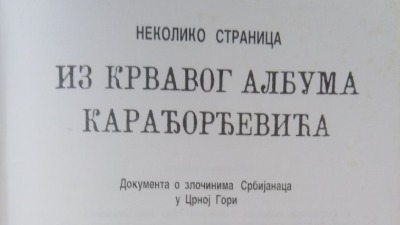 НЕКОЛИКО СТРАНИЦА
ИЗ КРВАВОГ АЛБУМА
КАРАЂОРЂЕВИЋА
Документа о злочинима Србијанаца
у Црној Гори